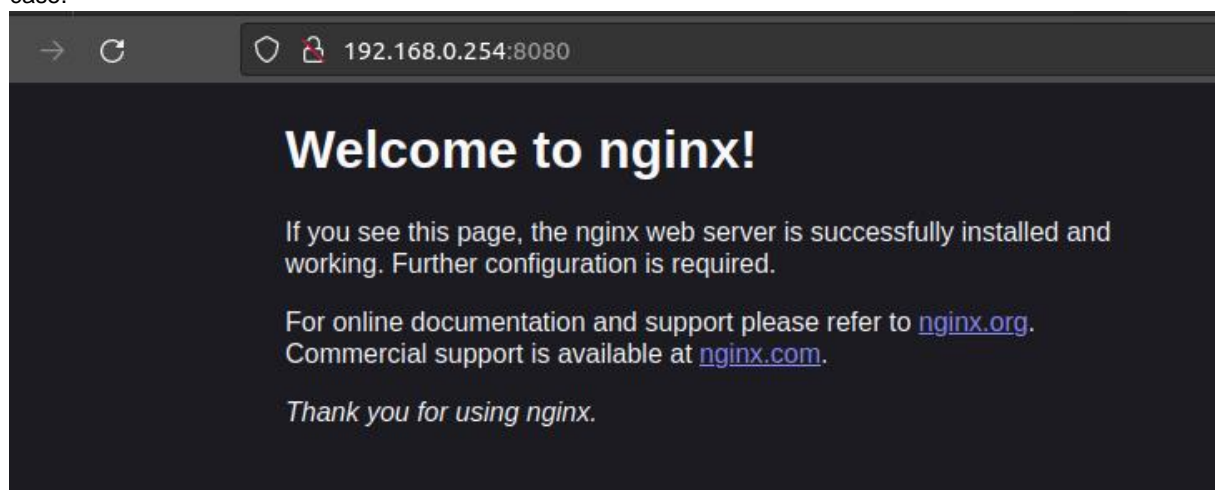 case.
192.168.0.254:8080
Welcome to nginx!
If you see this page, the nginx web server is successfully installed and
working. Further configuration is required.
For online documentation and support please refer to nginx.org.
Commercial support is available at nginx.com.
Thank you for using nginx.